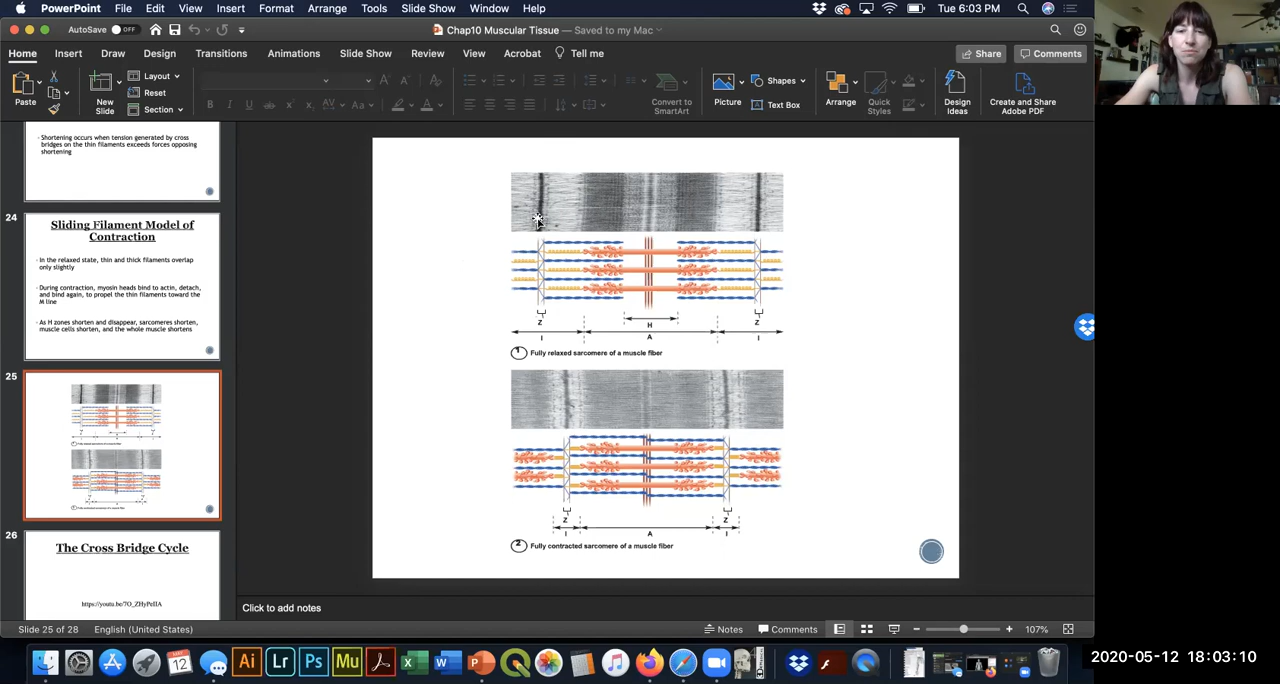 PowerPoint File Edit View Insert Format Arrange Tools Slide Show Window Help Tue 6:03 PM
AutoSave OFF Chap10 Muscular Tissue — Saved to my Mac
Home Insert Draw Design Transitions Animations Slide Show Review View Acrobat Tell me Share Comments
Paste New Slide Layout Reset Section Convert to SmartArt Picture Shapes Text Box Arrange Quick Styles Design Ideas Create and Share Adobe PDF
Shortening occurs when tension generated by cross
bridges on the thin filaments exceeds forces opposing
shortening
24
Sliding Filament Model of
Contraction
In the relaxed state, thin and thick filaments overlap
only slightly
During contraction, myosin heads bind to actin, detach,
and bind again, to propel the thin filaments toward the
M line
As H zones shorten and disappear, sarcomeres shorten,
muscle cells shorten, and the whole muscle shortens
25
26
The Cross Bridge Cycle
https://youtu.be/7O_ZHyPeIIA
Z H Z
I A I
1 Fully relaxed sarcomere of a muscle fiber
Z Z
I A I
2 Fully contracted sarcomere of a muscle fiber
Click to add notes
Slide 25 of 28 English (United States) Notes Comments 107%
MAY 12 Ai Lr Ps Mu X W P
2020-05-12 18:03:10